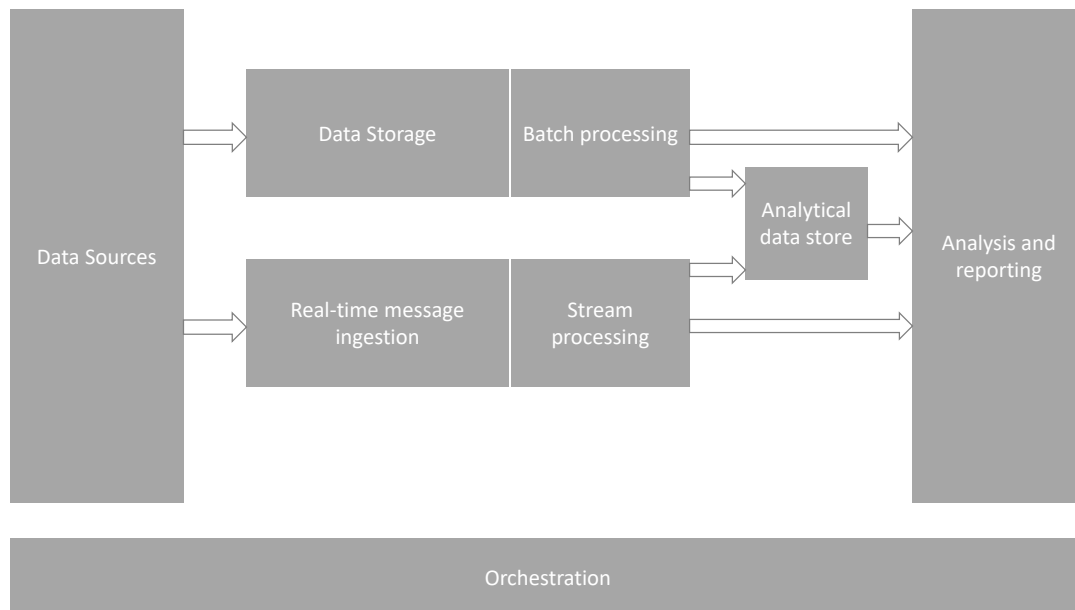 Data Sources
Data Storage
Batch processing
Real-time message
ingestion
Stream
processing
Analytical
data store
Analysis and
reporting
Orchestration